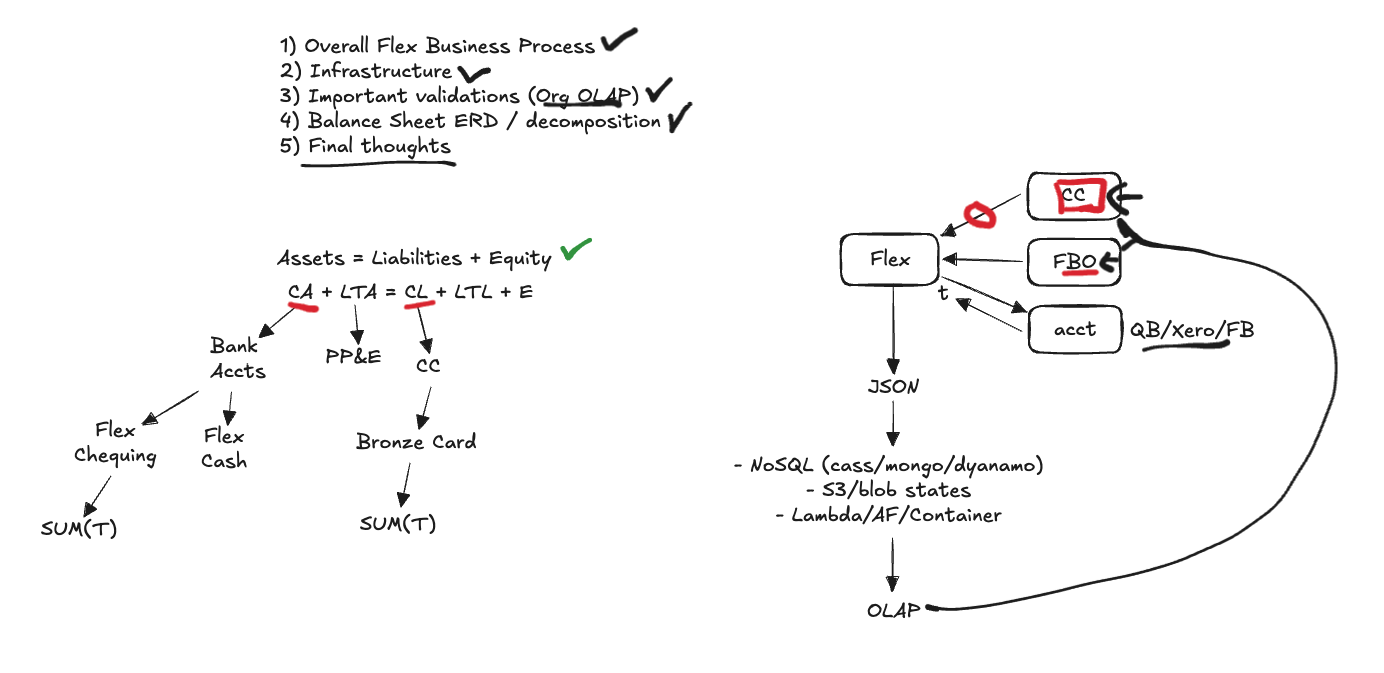 1) Overall Flex Business Process
2) Infrastructure
3) Important validations (Org OLAP)
4) Balance Sheet ERD / decomposition
5) Final thoughts
Assets = Liabilities + Equity
CA + LTA = CL + LTL + E
Bank
Accts
PP&E
CC
Flex
Chequing
Flex
Cash
Bronze Card
SUM(T)
SUM(T)
CC
Flex
FBO
t
acct
QB/Xero/FB
JSON
- NoSQL (cass/mongo/dyanamo)
- S3/blob states
- Lambda/AF/Container
OLAP